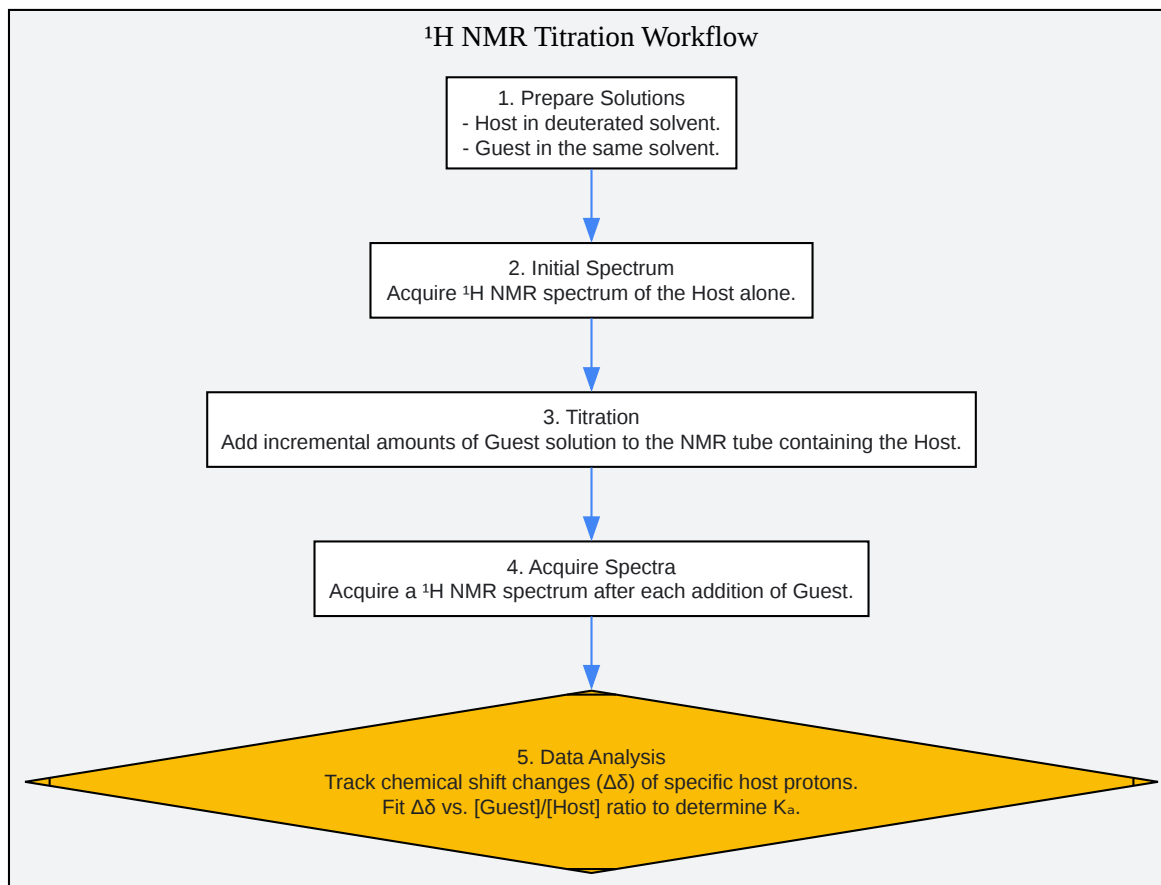 ¹H NMR Titration Workflow
1. Prepare Solutions
- Host in deuterated solvent.
- Guest in the same solvent.
2. Initial Spectrum
Acquire ¹H NMR spectrum of the Host alone.
3. Titration
Add incremental amounts of Guest solution to the NMR tube containing the Host.
4. Acquire Spectra
Acquire a ¹H NMR spectrum after each addition of Guest.
5. Data Analysis
Track chemical shift changes (Δδ) of specific host protons.
Fit Δδ vs. [Guest]/[Host] ratio to determine Kₐ.